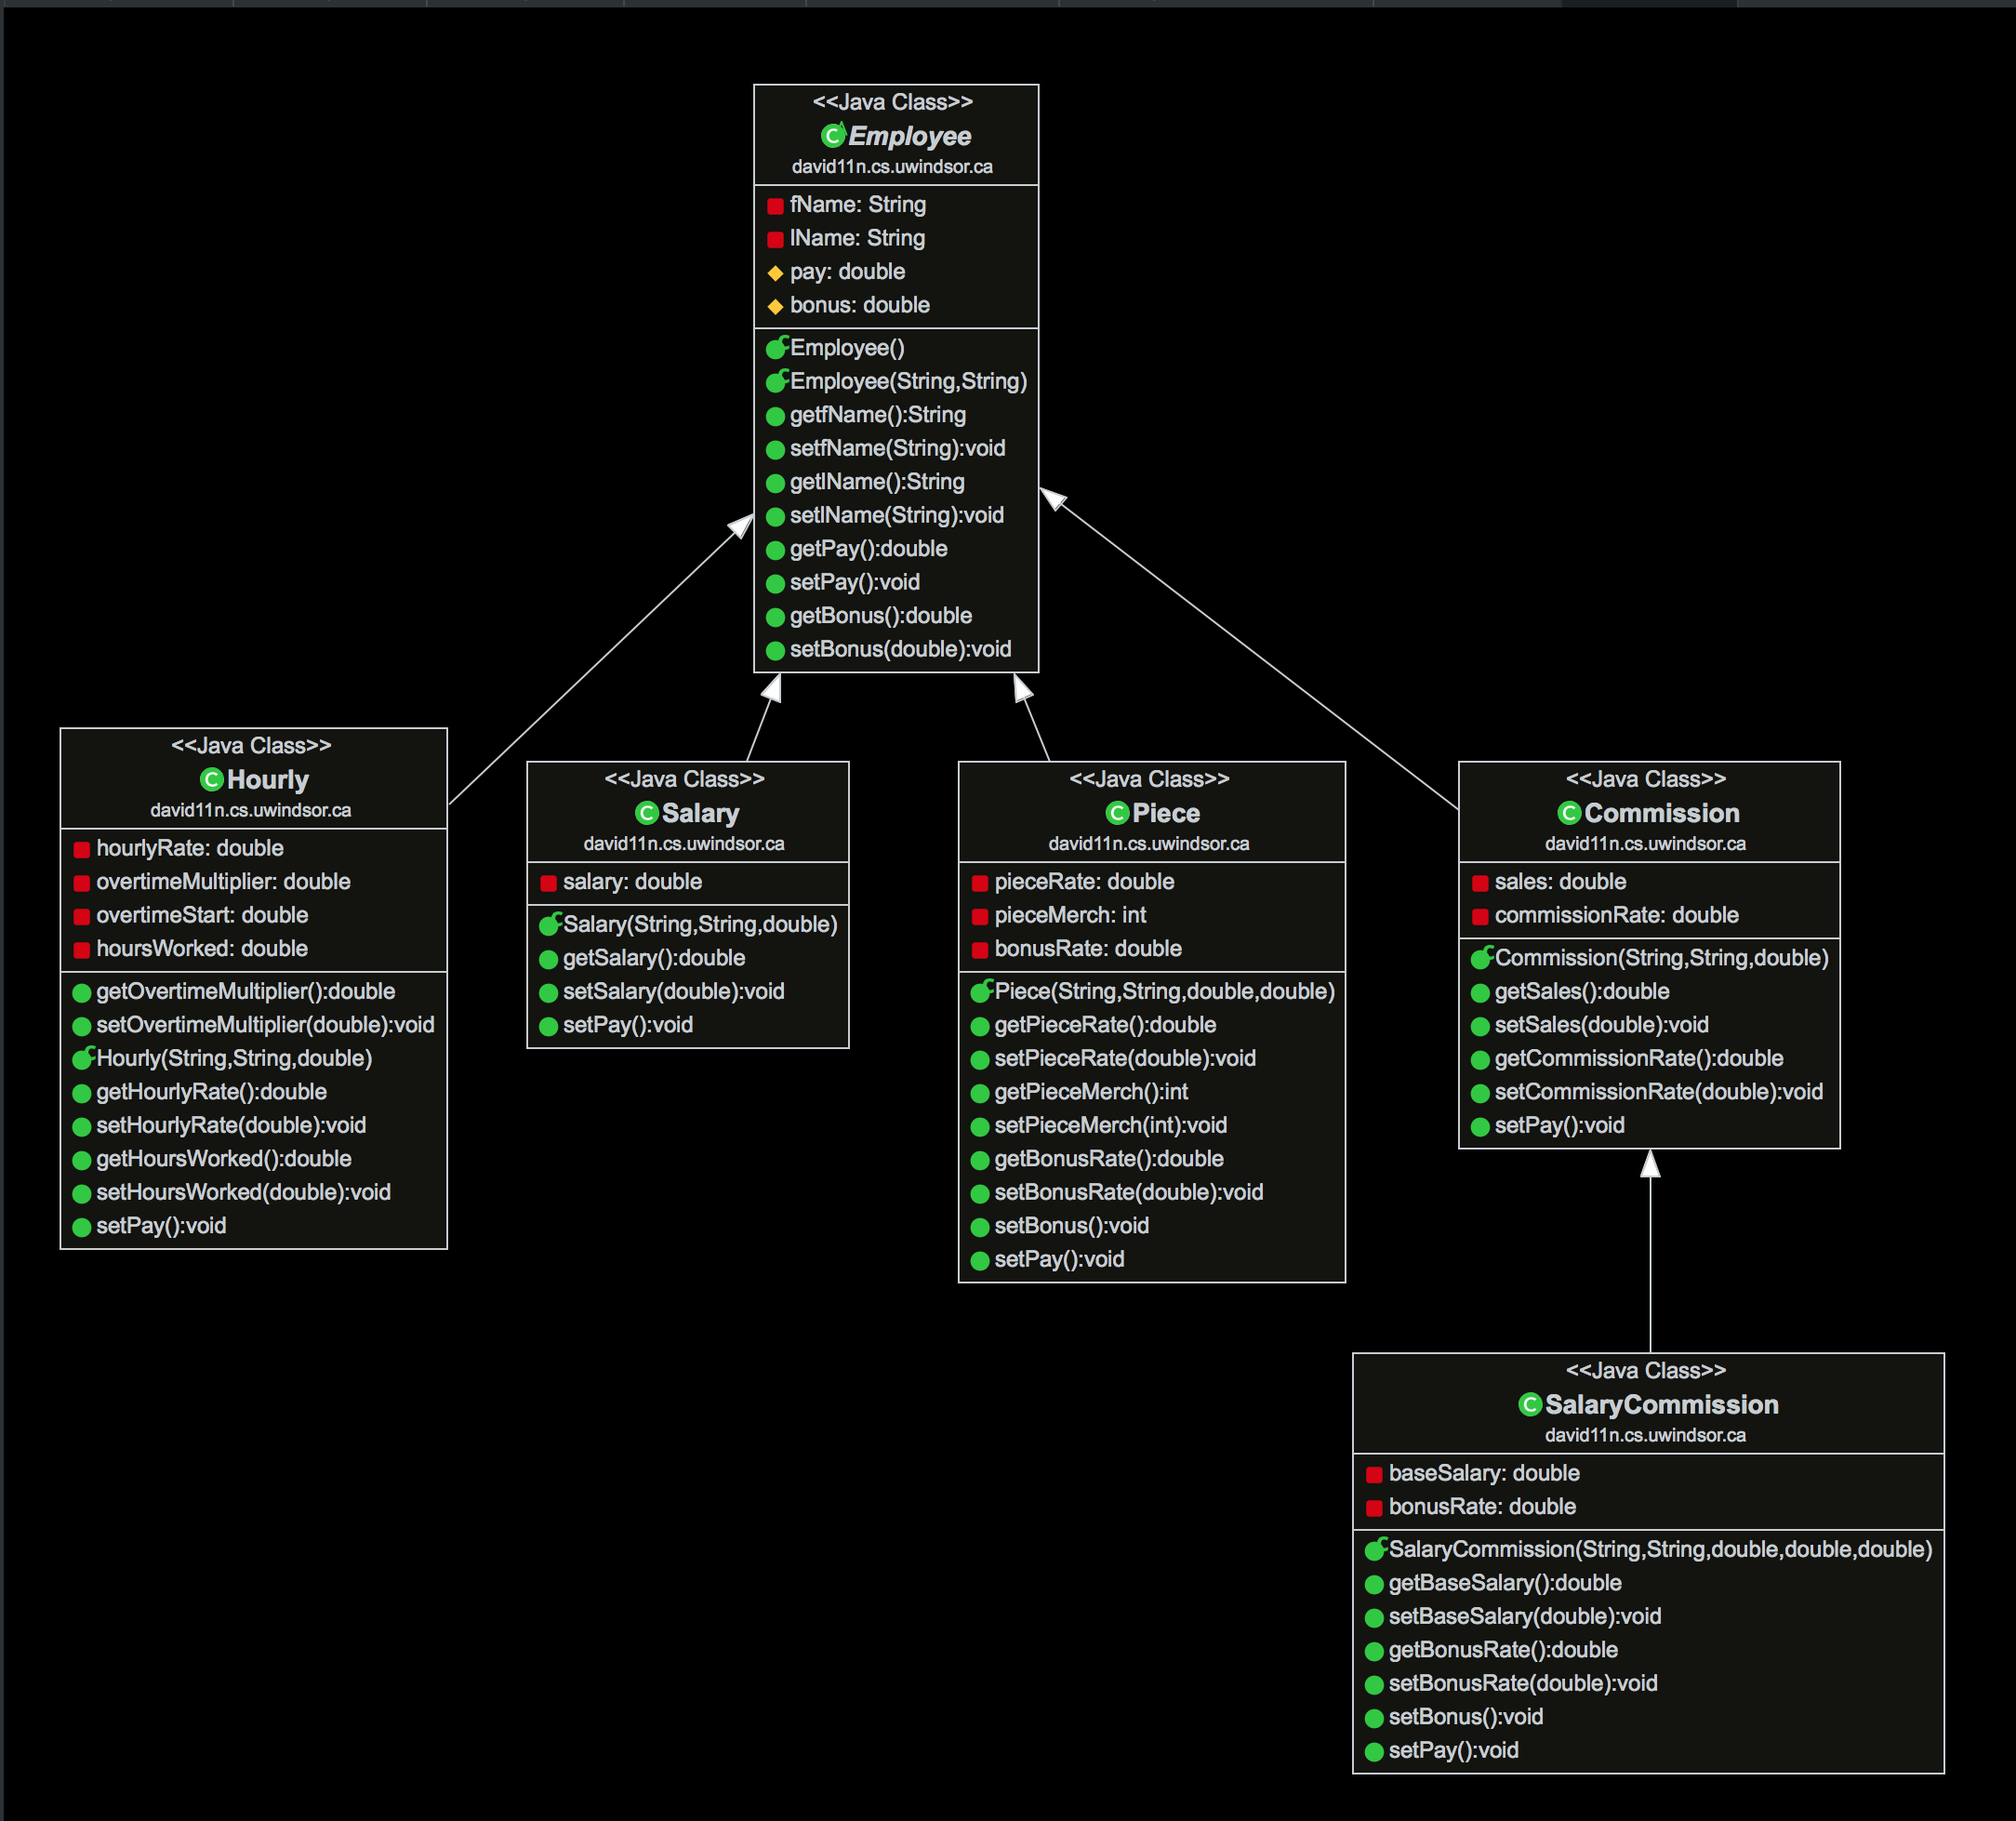 <<Java Class>>
Employee
david11n.cs.uwindsor.ca
fName: String
lName: String
pay: double
bonus: double
Employee()
Employee(String,String)
getfName():String
setfName(String):void
getlName():String
setlName(String):void
getPay():double
setPay():void
getBonus():double
setBonus(double):void
<<Java Class>>
Hourly
david11n.cs.uwindsor.ca
hourlyRate: double
overtimeMultiplier: double
overtimeStart: double
hoursWorked: double
getOvertimeMultiplier():double
setOvertimeMultiplier(double):void
Hourly(String,String,double)
getHourlyRate():double
setHourlyRate(double):void
getHoursWorked():double
setHoursWorked(double):void
setPay():void
<<Java Class>>
Salary
david11n.cs.uwindsor.ca
salary: double
Salary(String,String,double)
getSalary():double
setSalary(double):void
setPay():void
<<Java Class>>
Piece
david11n.cs.uwindsor.ca
pieceRate: double
pieceMerch: int
bonusRate: double
Piece(String,String,double,double)
getPieceRate():double
setPieceRate(double):void
getPieceMerch():int
setPieceMerch(int):void
getBonusRate():double
setBonusRate(double):void
setBonus():void
setPay():void
<<Java Class>>
Commission
david11n.cs.uwindsor.ca
sales: double
commissionRate: double
Commission(String,String,double)
getSales():double
setSales(double):void
getCommissionRate():double
setCommissionRate(double):void
setPay():void
<<Java Class>>
SalaryCommission
david11n.cs.uwindsor.ca
baseSalary: double
bonusRate: double
SalaryCommission(String,String,double,double,double)
getBaseSalary():double
setBaseSalary(double):void
getBonusRate():double
setBonusRate(double):void
setBonus():void
setPay():void